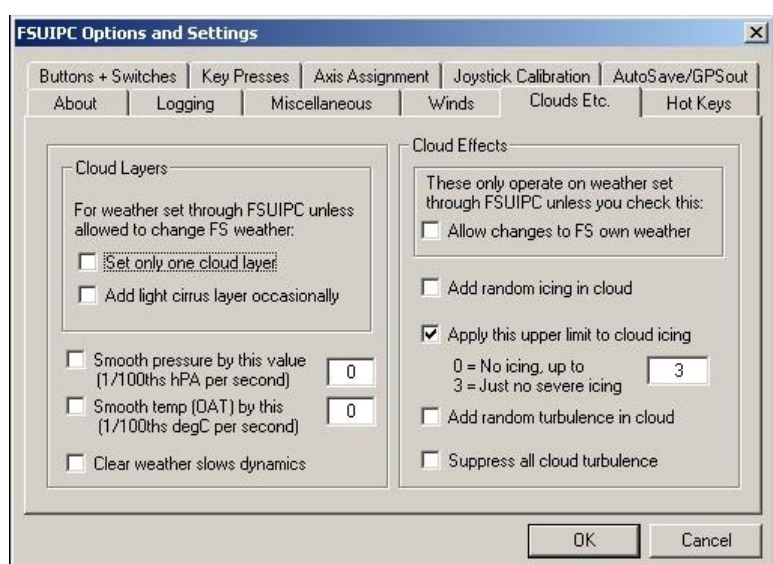 FSUIPC Options and Settings
Buttons + Switches
Key Presses
Axis Assignment
Joystick Calibration
AutoSave/GPSout
About
Logging
Miscellaneous
Winds
Clouds Etc.
Hot Keys
Cloud Layers
For weather set through FSUIPC unless
allowed to change FS weather:
Set only one cloud layer
Add light cirrus layer occasionally
Smooth pressure by this value
(1/100ths hPA per second)
0
Smooth temp (OAT) by this
(1/100ths degC per second)
0
Clear weather slows dynamics
Cloud Effects
These only operate on weather set
through FSUIPC unless you check this:
Allow changes to FS own weather
Add random icing in cloud
Apply this upper limit to cloud icing
0 = No icing, up to
3 = Just no severe icing
3
Add random turbulence in cloud
Suppress all cloud turbulence
OK
Cancel